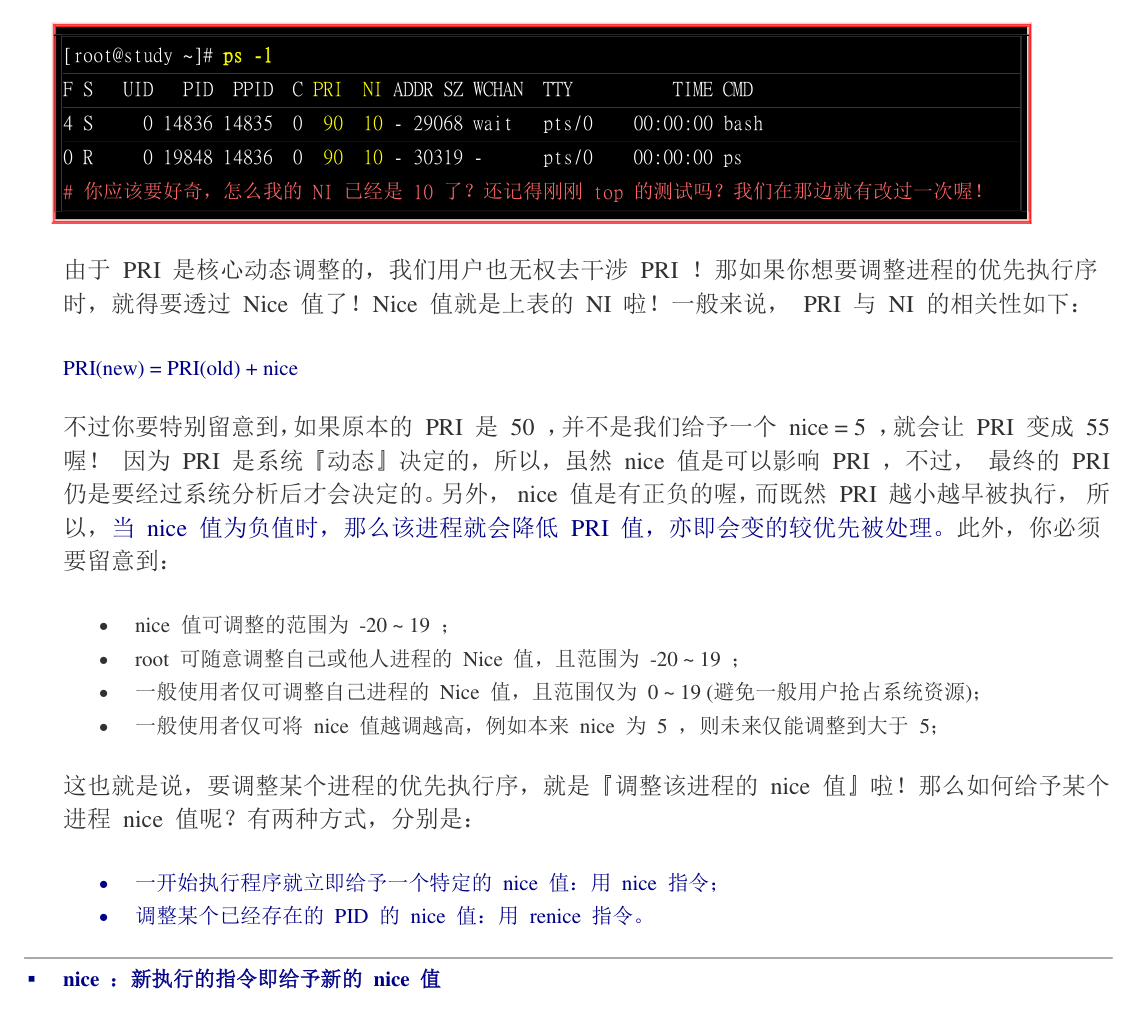 [root@study ~]# ps -l
F S   UID   PID  PPID  C PRI  NI ADDR SZ WCHAN  TTY          TIME CMD
4 S     0 14836 14835  0  90  10 - 29068 wait   pts/0    00:00:00 bash
0 R     0 19848 14836  0  90  10 - 30319 -      pts/0    00:00:00 ps
# 你应该要好奇，怎么我的 NI 已经是 10 了？还记得刚刚 top 的测试吗？我们在那边就有改过一次喔！
由于 PRI 是核心动态调整的，我们用户也无权去干涉 PRI ！那如果你想要调整进程的优先执行序
时，就得要透过 Nice 值了！Nice 值就是上表的 NI 啦！一般来说， PRI 与 NI 的相关性如下：
PRI(new) = PRI(old) + nice
不过你要特别留意到，如果原本的 PRI 是 50 ，并不是我们给予一个 nice = 5 ，就会让 PRI 变成 55
喔！ 因为 PRI 是系统『动态』决定的，所以，虽然 nice 值是可以影响 PRI ，不过， 最终的 PRI
仍是要经过系统分析后才会决定的。另外， nice 值是有正负的喔，而既然 PRI 越小越早被执行， 所
以，当 nice 值为负值时，那么该进程就会降低 PRI 值，亦即会变的较优先被处理。此外，你必须
要留意到：
• nice 值可调整的范围为 -20 ~ 19 ；
• root 可随意调整自己或他人进程的 Nice 值，且范围为 -20 ~ 19 ；
• 一般使用者仅可调整自己进程的 Nice 值，且范围仅为 0 ~ 19 (避免一般用户抢占系统资源)；
• 一般使用者仅可将 nice 值越调越高，例如本来 nice 为 5 ，则未来仅能调整到大于 5；
这也就是说，要调整某个进程的优先执行序，就是『调整该进程的 nice 值』啦！那么如何给予某个
进程 nice 值呢？有两种方式，分别是：
• 一开始执行程序就立即给予一个特定的 nice 值：用 nice 指令；
• 调整某个已经存在的 PID 的 nice 值：用 renice 指令。
▪ nice ：新执行的指令即给予新的 nice 值